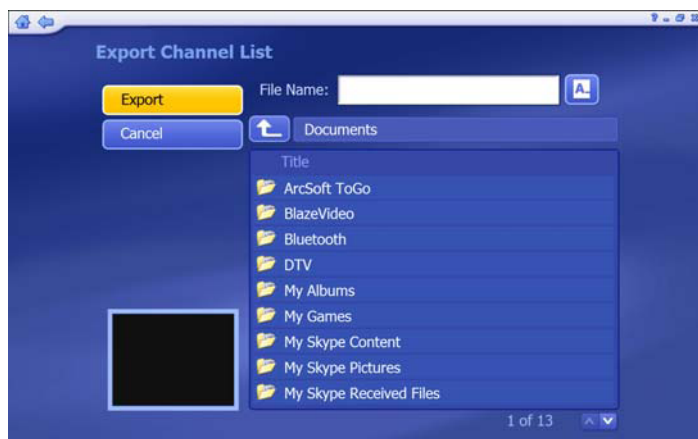 Export Channel List
Export
File Name:
A
Cancel
Documents
Title
ArcSoft ToGo
BlazeVideo
Bluetooth
DTV
My Albums
My Games
My Skype Content
My Skype Pictures
My Skype Received Files
1 of 13